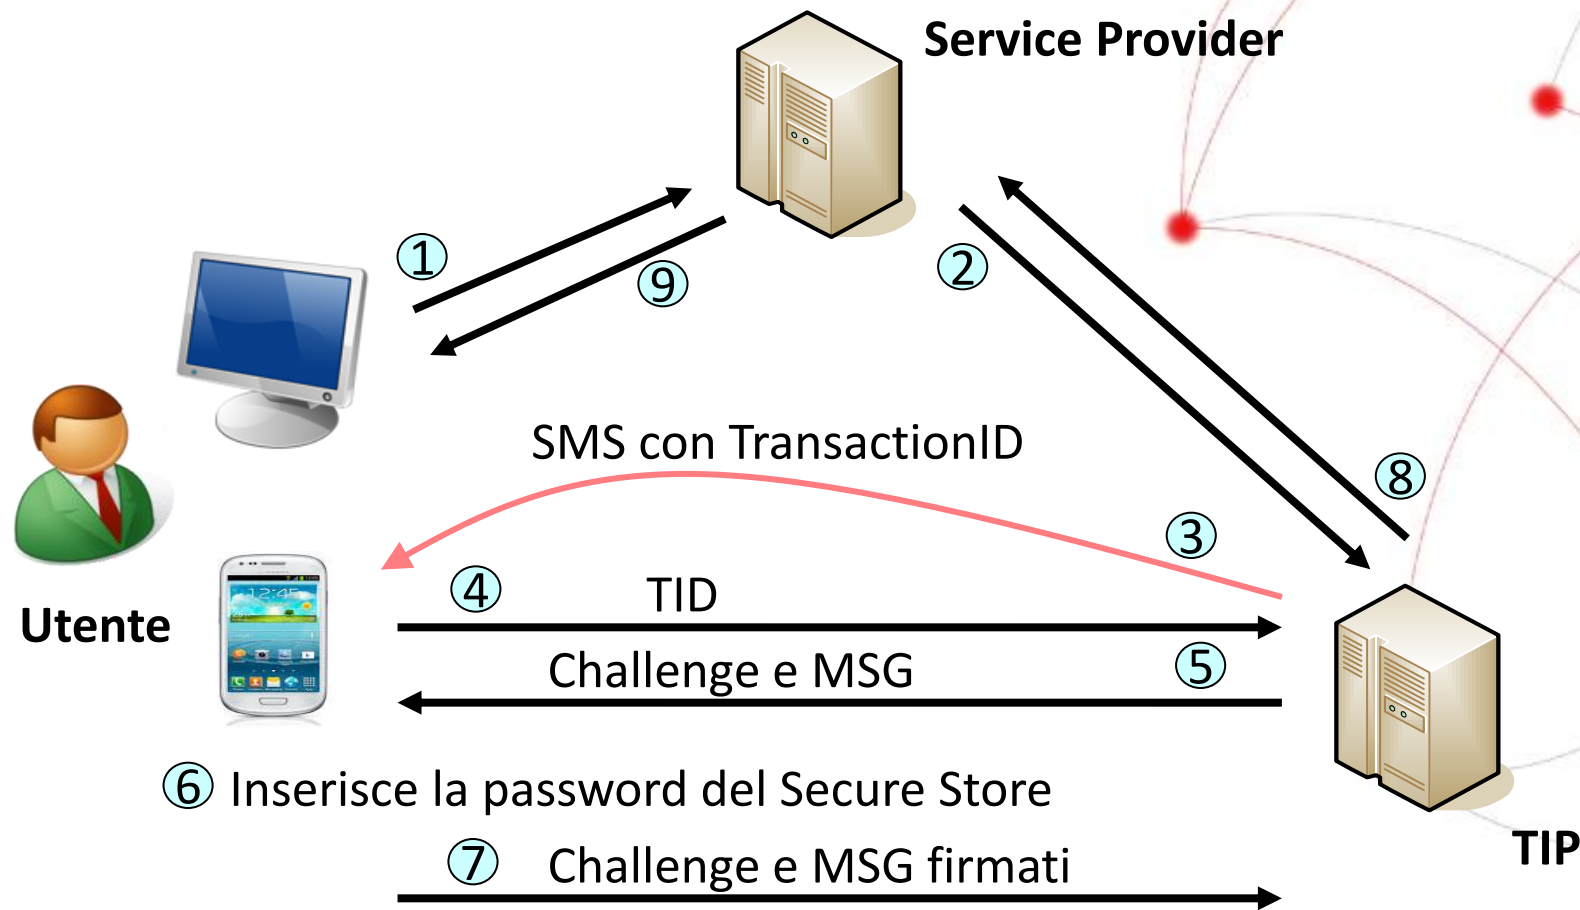 Service Provider
1
9
2
SMS con TransactionID
8
3
4 TID
Utente
Challenge e MSG 5
6 Inserisce la password del Secure Store
TIP
7 Challenge e MSG firmati